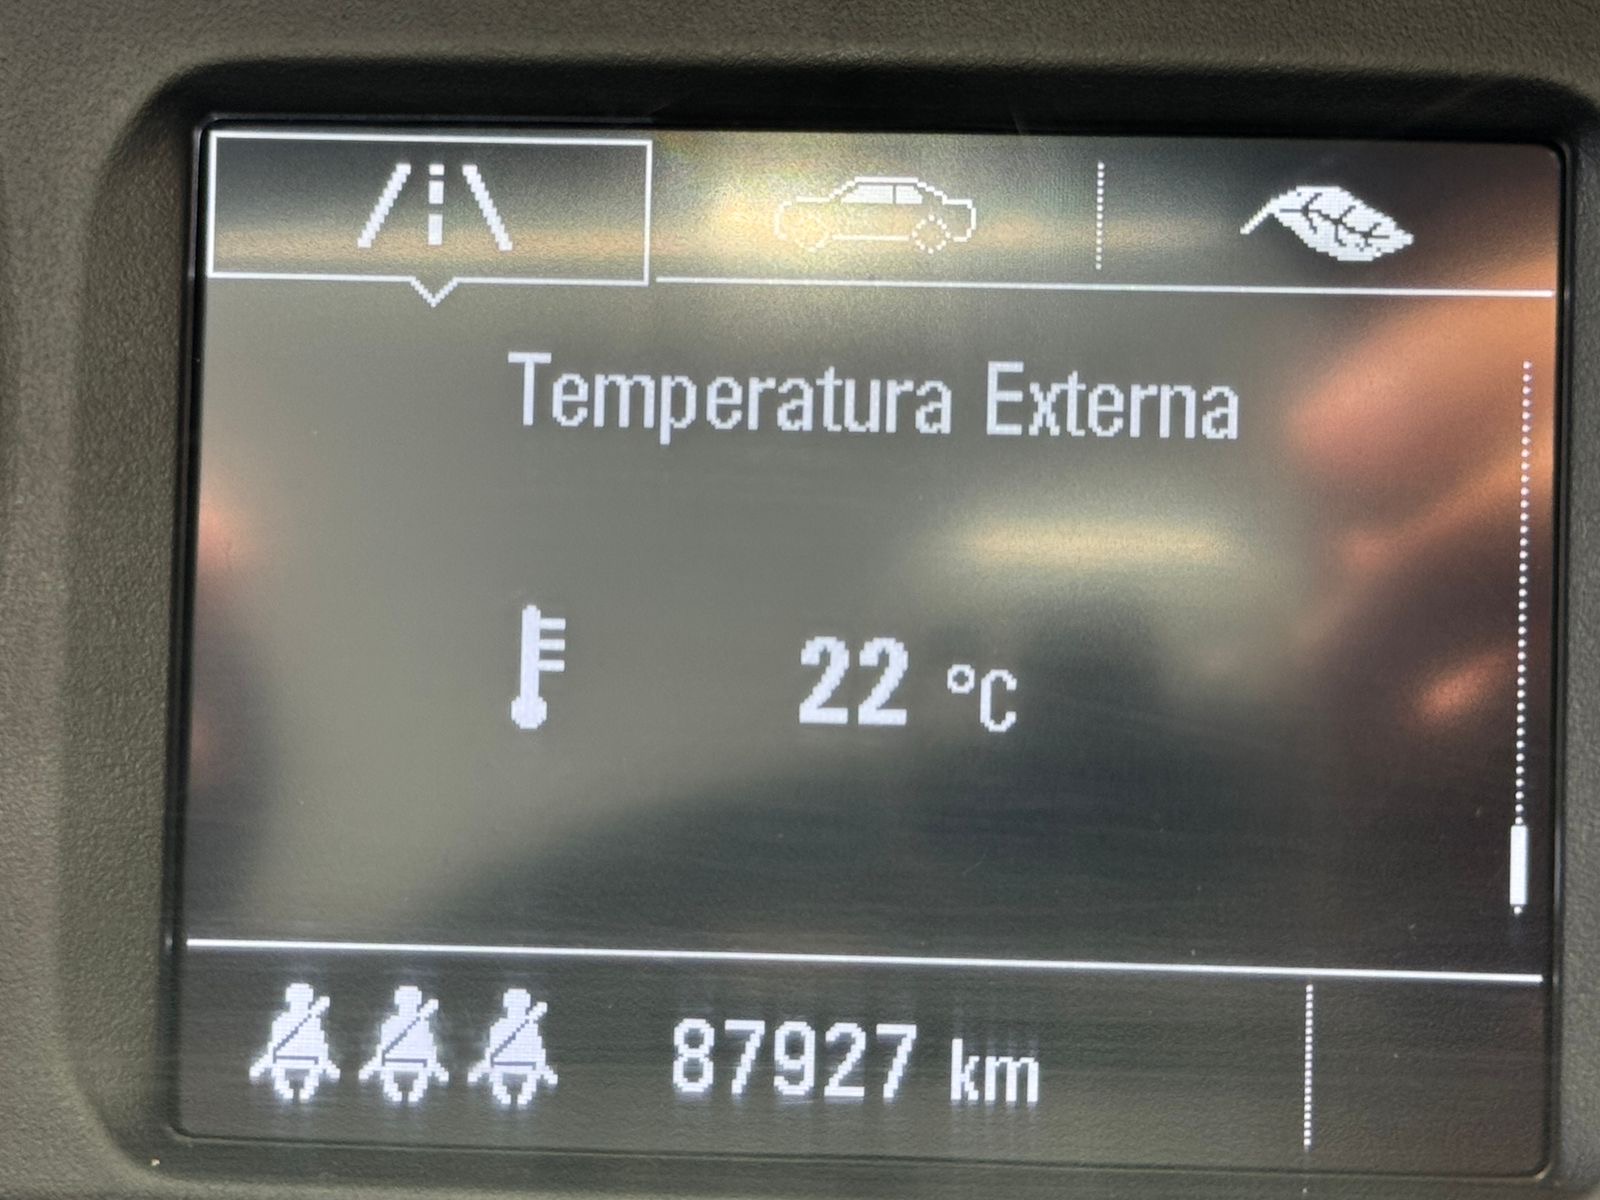 Temperatura Externa
22 °C
87927 km